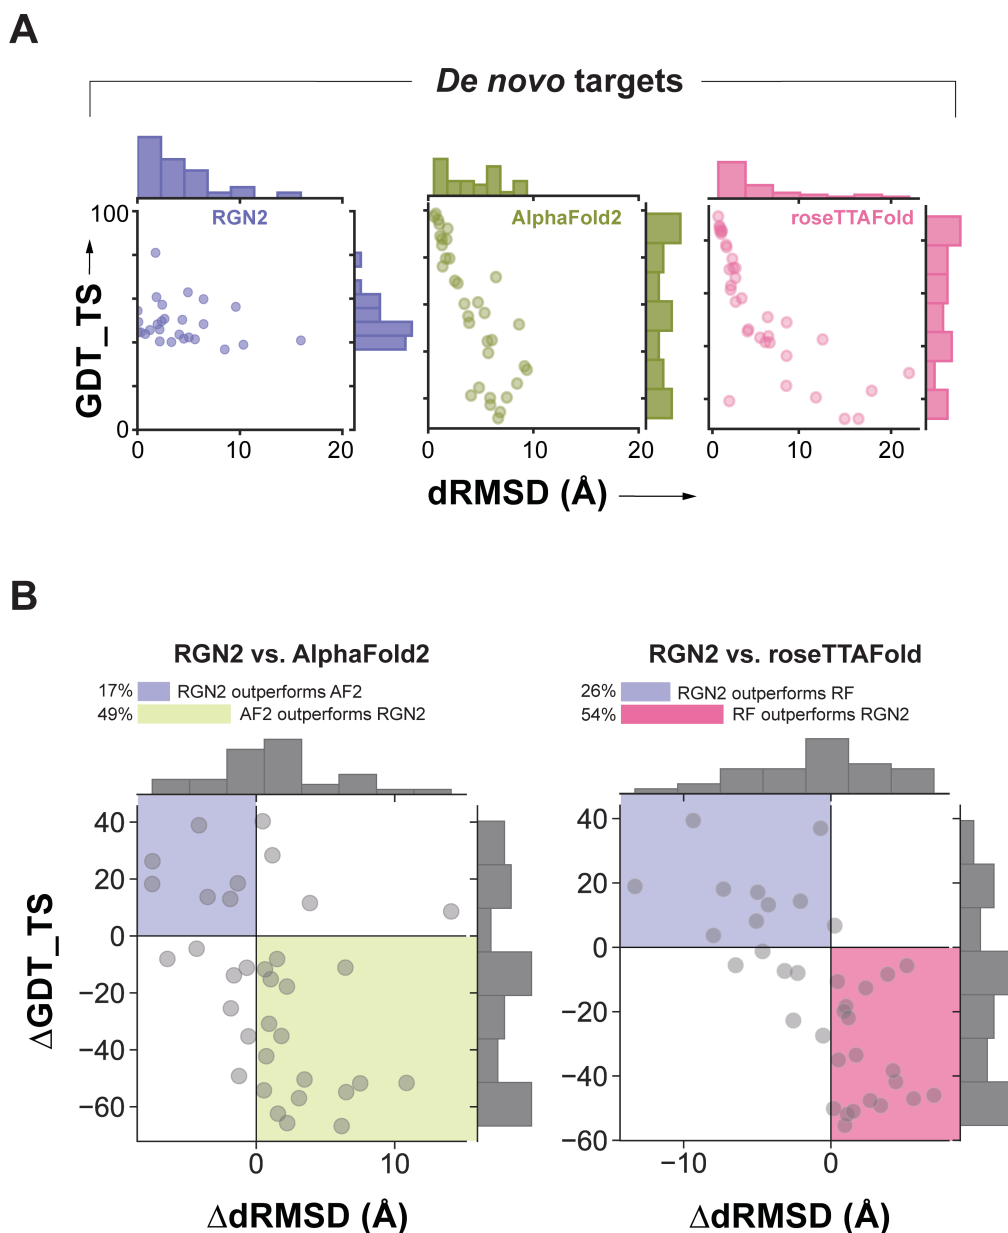 A
De novo targets
RGN2
AlphaFold2
roseTTAFold
100
0
GDT_TS
0 10 20
0 10 20
0 10 20
dRMSD (Å)
B
RGN2 vs. AlphaFold2
17% RGN2 outperforms AF2
49% AF2 outperforms RGN2
40
20
0
−20
−40
−60
ΔGDT_TS
0 10
ΔdRMSD (Å)
RGN2 vs. roseTTAFold
26% RGN2 outperforms RF
54% RF outperforms RGN2
40
20
0
−20
−40
−60
−10 0
ΔdRMSD (Å)